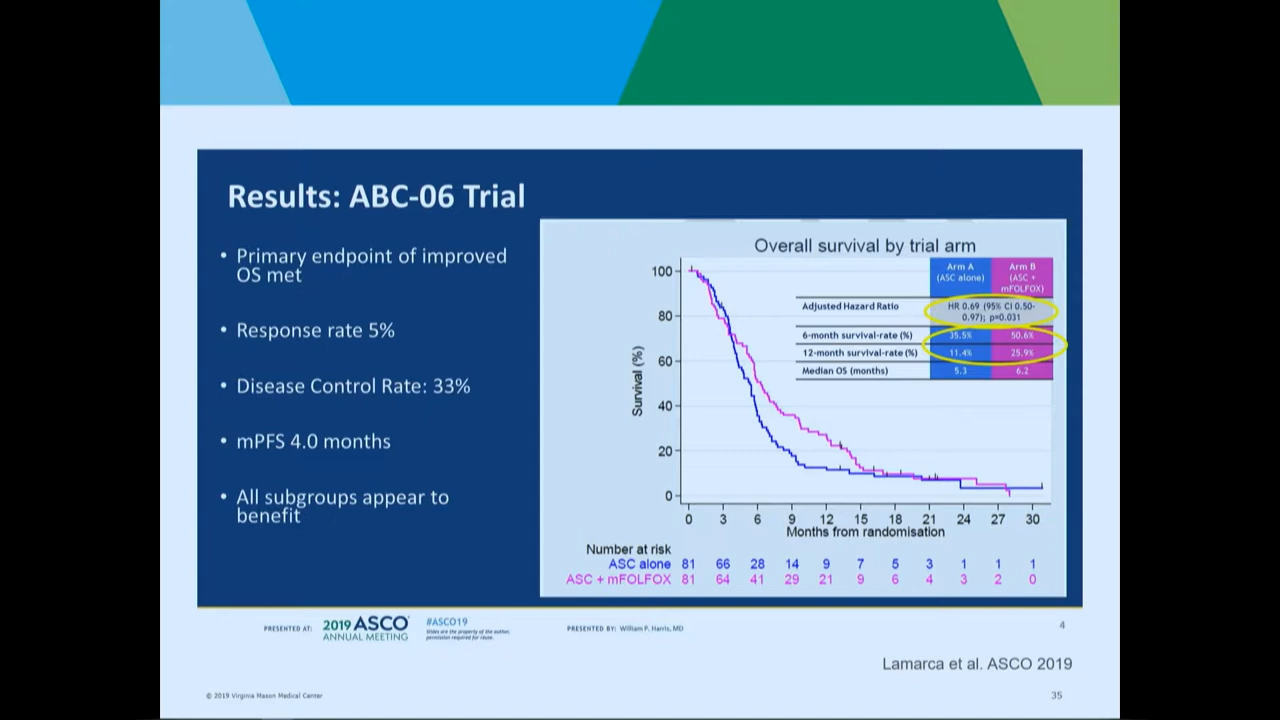 Results: ABC-06 Trial
• Primary endpoint of improved
OS met
• Response rate 5%
• Disease Control Rate: 33%
• mPFS 4.0 months
• All subgroups appear to
benefit
Overall survival by trial arm
Arm A
(ASC alone)
Arm B
(ASC +
mFOLFOX)
Adjusted Hazard Ratio
HR 0.69 (95% CI 0.50-
0.97); p=0.031
6-month survival-rate (%) 35.5% 50.6%
12-month survival-rate (%) 11.4% 25.9%
Median OS (months) 5.3 6.2
Survival (%)
100
80
60
40
20
0
0 3 6 9 12 15 18 21 24 27 30
Months from randomisation
Number at risk
ASC alone 81 66 28 14 9 7 5 3 1 1 1
ASC + mFOLFOX 81 64 41 29 21 9 6 4 3 2 0
PRESENTED AT:
2019 ASCO
ANNUAL MEETING
#ASCO19
Slides are the property of the author,
permission required for reuse.
PRESENTED BY: William P. Harris, MD
4
Lamarca et al. ASCO 2019
© 2019 Virginia Mason Medical Center
35